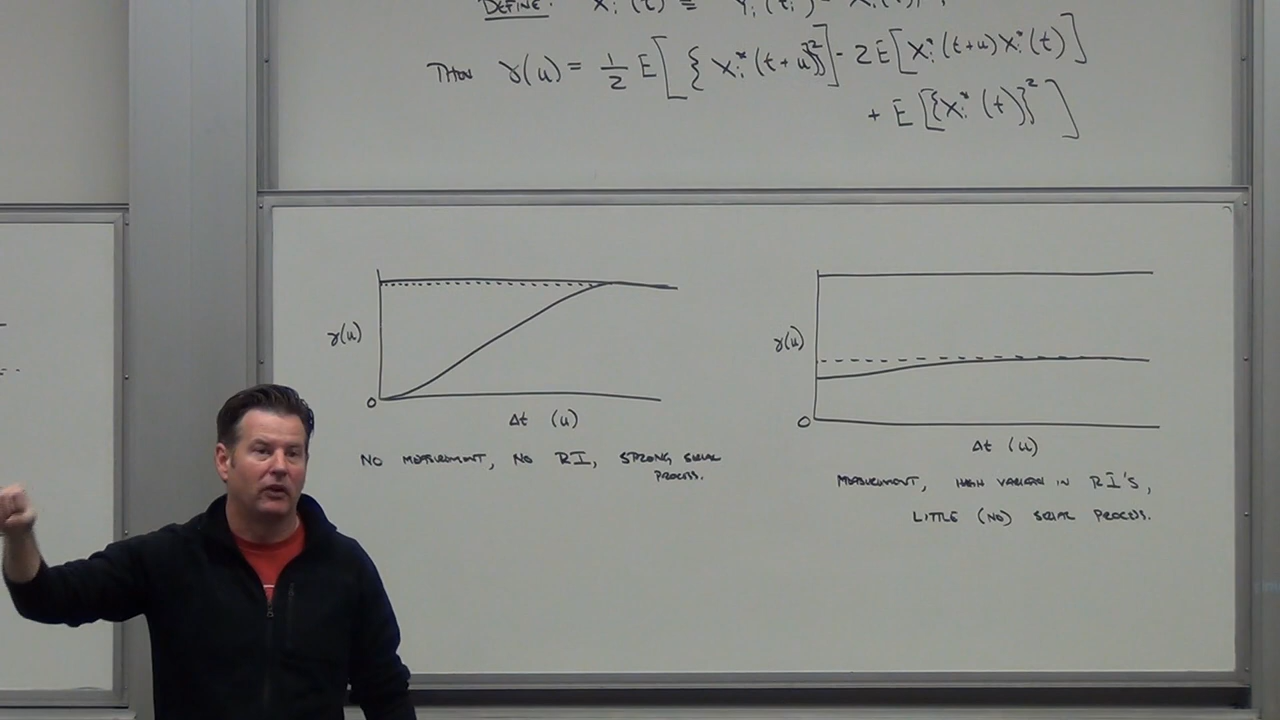 DEFINE:
Then γ(u) = 1/2 E[ { Xi*(t+u)}²] - 2E[Xi*(t+u)Xi*(t)]
+ E[{Xi*(t)}²]
γ(u)
0
Δt (u)
NO MEASUREMENT, NO RI, STRONG SERIAL
PROCESS.
γ(u)
0
Δt (u)
MEASUREMENT, HIGH VARIANCE IN RI'S,
LITTLE (NO) SERIAL PROCESS.